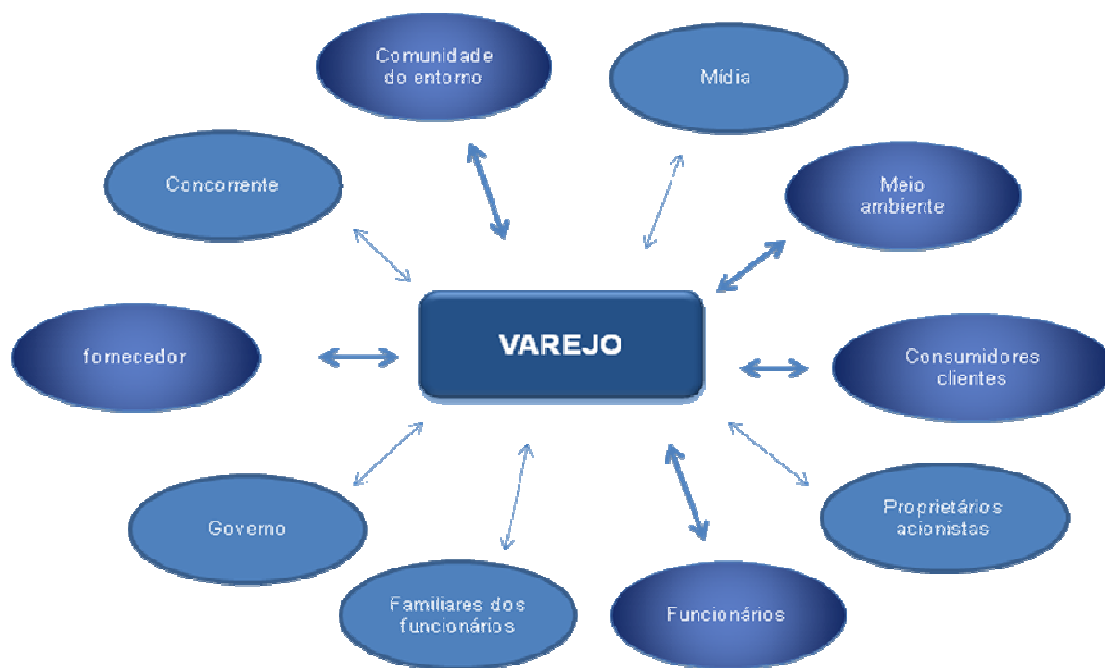 Comunidade
do entorno
Mídia
Concorrente
Meio
ambiente
fornecedor
VAREJO
Consumidores
clientes
Governo
Proprietários
acionistas
Familiares dos
funcionários
Funcionários